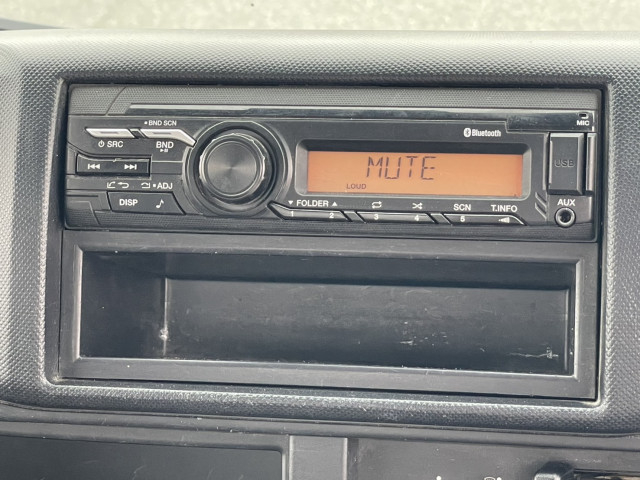 BND SCN
MIC
SRC
BND
Bluetooth
MUTE
LOUD
USB
ADJ
DISP
FOLDER
SCN
T.INFO
AUX
1 2 3 4 5